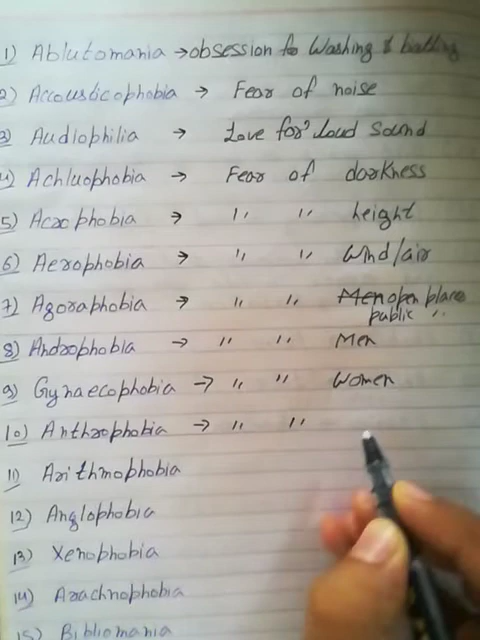 1) Ablutomania → obsession for Washing & bathing
2) Accousticophobia → Fear of noise
3) Audiophilia → Love for loud sound
4) Achluophobia → Fear of darkness
5) Acrophobia → " " height
6) Aerophobia → " " Wind/air
7) Agoraphobia → " " Men open places
public "
8) Androphobia → " " Men
9) Gynaecophobia → " " Women
10) Anthrophobia → " "
11) Arithmophobia
12) Anglophobia
13) Xenophobia
14) Arachnophobia
15) Bibliomania